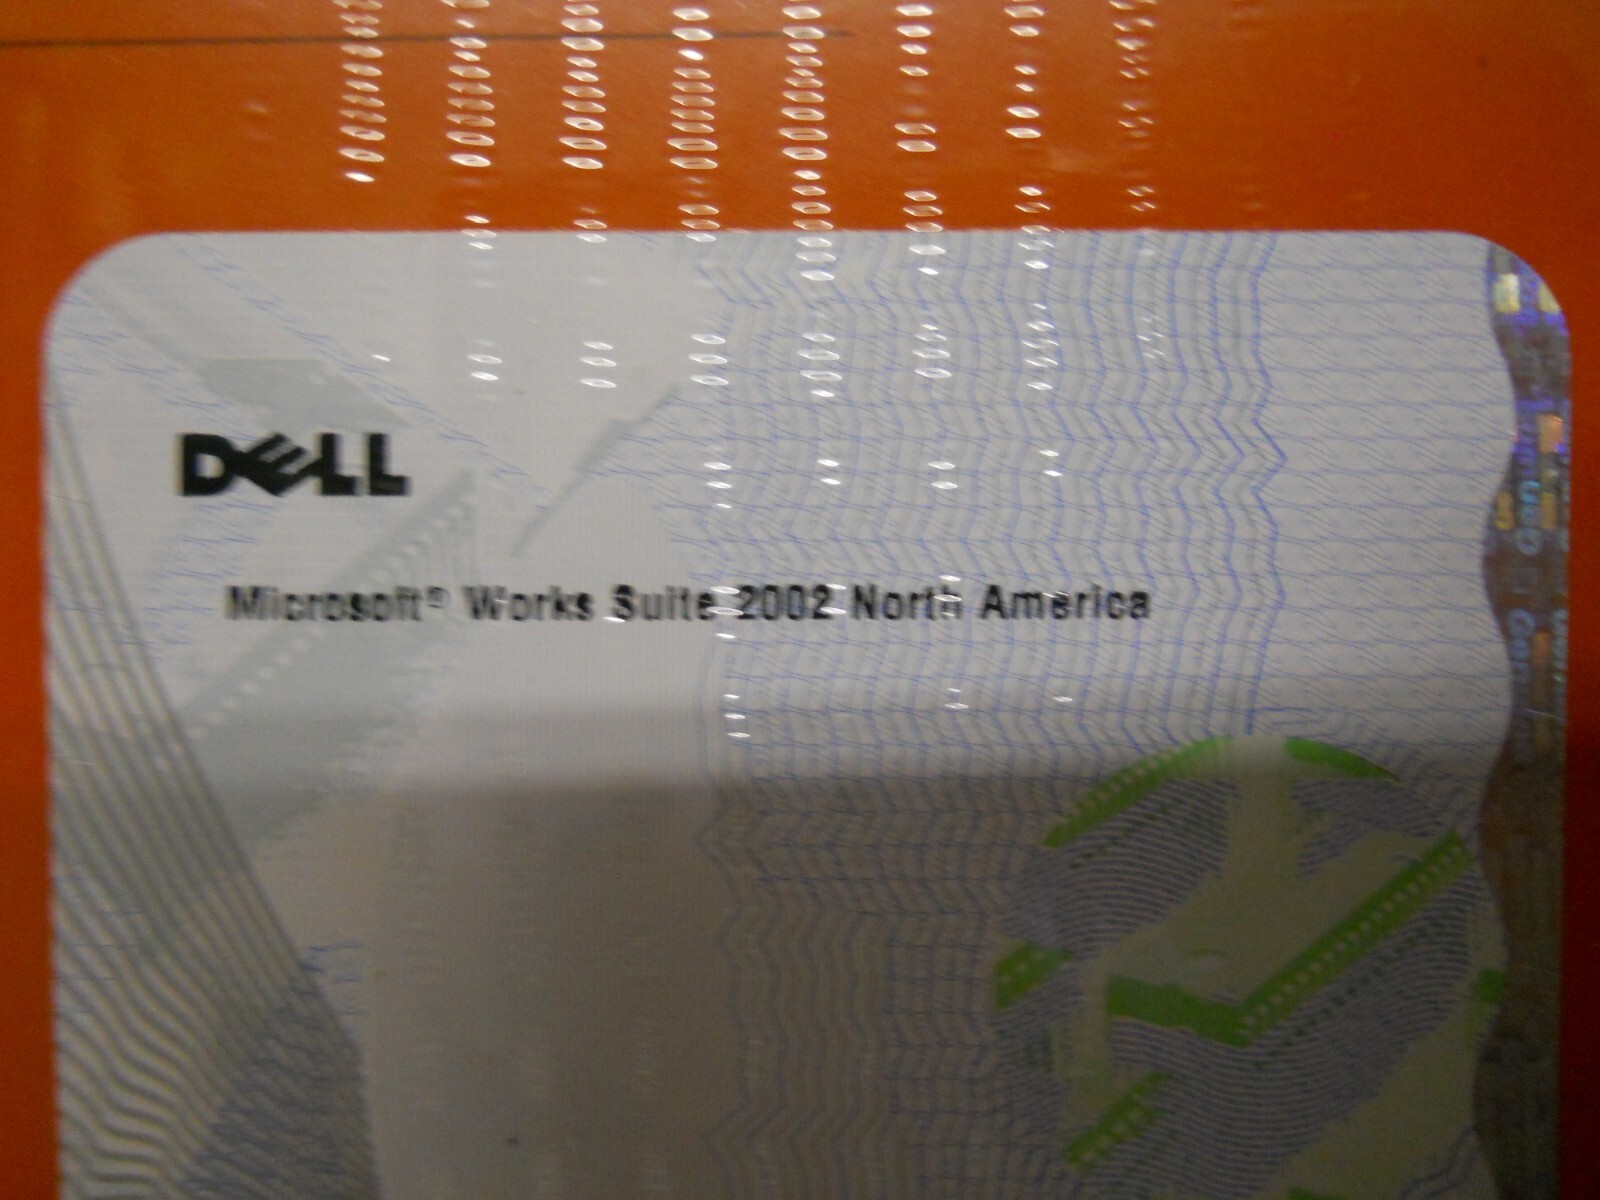 DELL
Microsoft® Works Suite 2002 North America